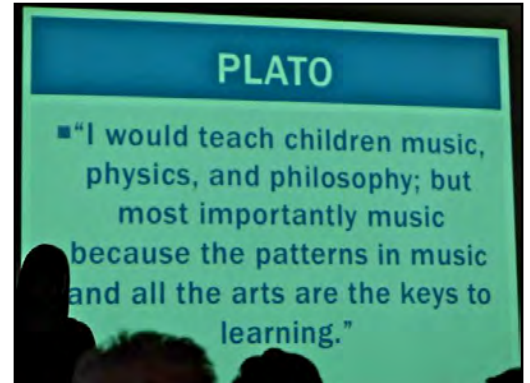 PLATO
▪"I would teach children music,
physics, and philosophy; but
most importantly music
because the patterns in music
and all the arts are the keys to
learning."